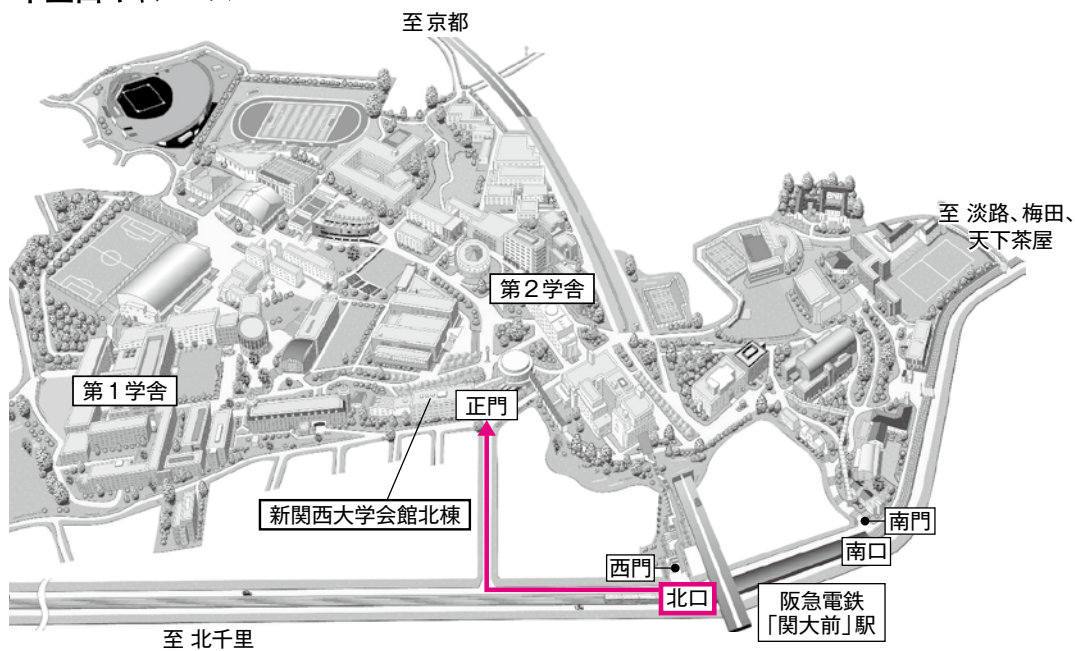 至 京都
至 淡路、梅田、
天下茶屋
第2学舎
第1学舎
正門
新関西大学会館北棟
南門
南口
西門
北口
阪急電鉄
「関大前」駅
至 北千里